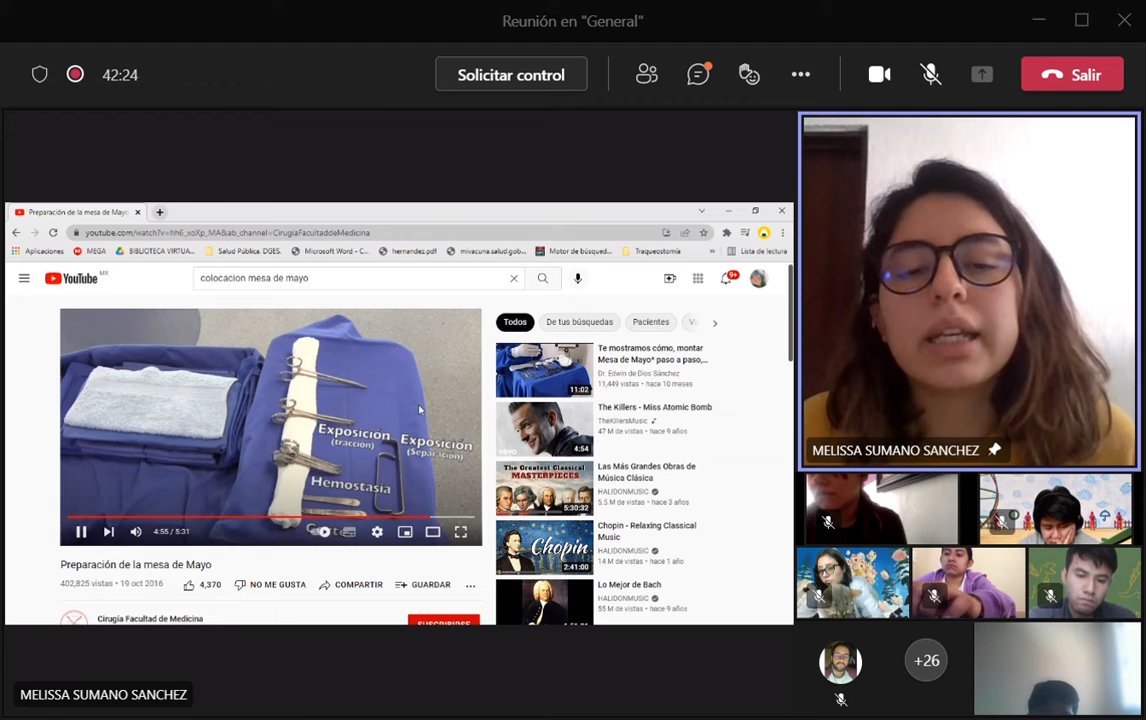 Reunión en "General"
42:24
Solicitar control
Salir
Preparación de la mesa de Mayo
youtube.com/watch?v=hh6_xoXp_MA&ab_channel=CirugiaFacultaddeMedicina
Aplicaciones
MEGA
BIBLIOTECA VIRTUA...
Salud Pública. DGES.
Microsoft Word – C...
hernandez.pdf
mivacuna.salud.gob...
Motor de búsqued...
Traqueostomía
»
Lista de lectura
YouTube MX
colocacion mesa de mayo
9+
Exposición
(tracción)
Exposición
(Separación)
Hemostasia
4:55 / 5:31
Preparación de la mesa de Mayo
402,825 vistas • 19 oct 2016
4,370
NO ME GUSTA
COMPARTIR
GUARDAR
...
Cirugía Facultad de Medicina
SUSCRIBIRSE
Todos
De tus búsquedas
Pacientes
Te mostramos cómo, montar
Mesa de Mayo* paso a paso,...
Dr. Edwin de Dios Sánchez
11,449 vistas • hace 10 meses
11:02
The Killers - Miss Atomic Bomb
TheKillersMusic
47 M de vistas • hace 9 años
vevo
4:54
Las Más Grandes Obras de
Música Clásica
HALIDONMUSIC
5.5 M de vistas • hace 3 años
The Greatest Classical
MASTERPIECES
5:30:32
Chopin - Relaxing Classical
Music
HALIDONMUSIC
14 M de vistas • hace 1 año
Chopin
2:41:00
Lo Mejor de Bach
HALIDONMUSIC
55 M de vistas • hace 9 años
MELISSA SUMANO SANCHEZ
+26
MELISSA SUMANO SANCHEZ